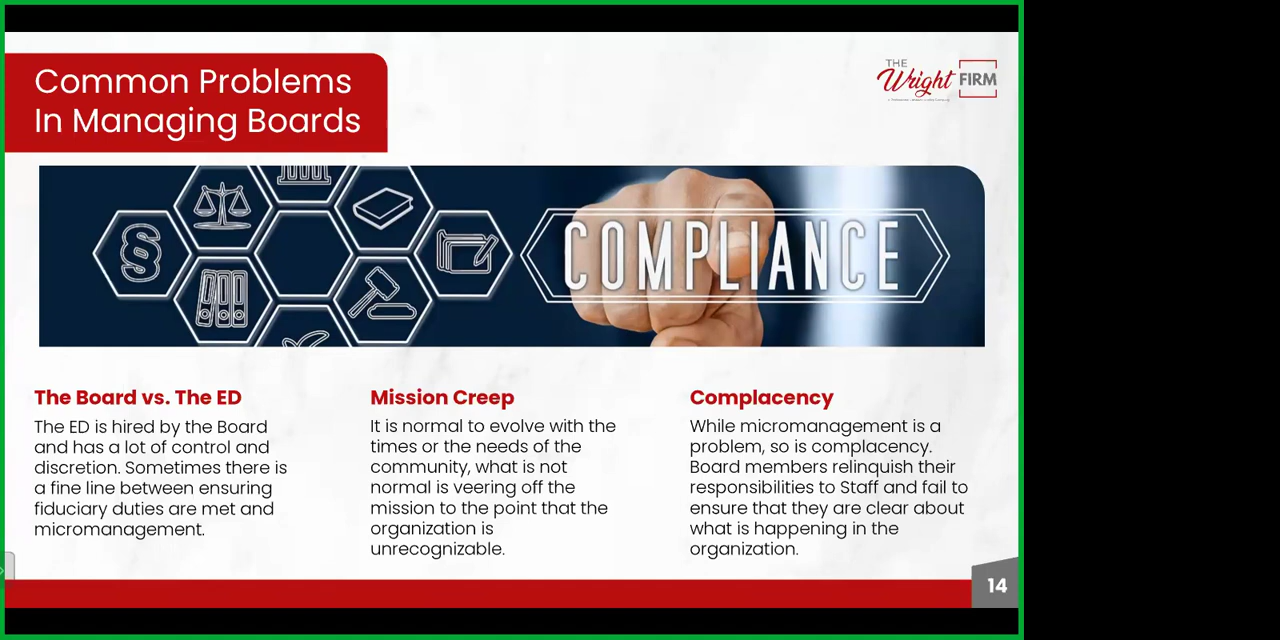 Common Problems
In Managing Boards
THE
Wright FIRM
§
COMPLIANCE
The Board vs. The ED
The ED is hired by the Board
and has a lot of control and
discretion. Sometimes there is
a fine line between ensuring
fiduciary duties are met and
micromanagement.
Mission Creep
It is normal to evolve with the
times or the needs of the
community, what is not
normal is veering off the
mission to the point that the
organization is
unrecognizable.
Complacency
While micromanagement is a
problem, so is complacency.
Board members relinquish their
responsibilities to Staff and fail to
ensure that they are clear about
what is happening in the
organization.
14